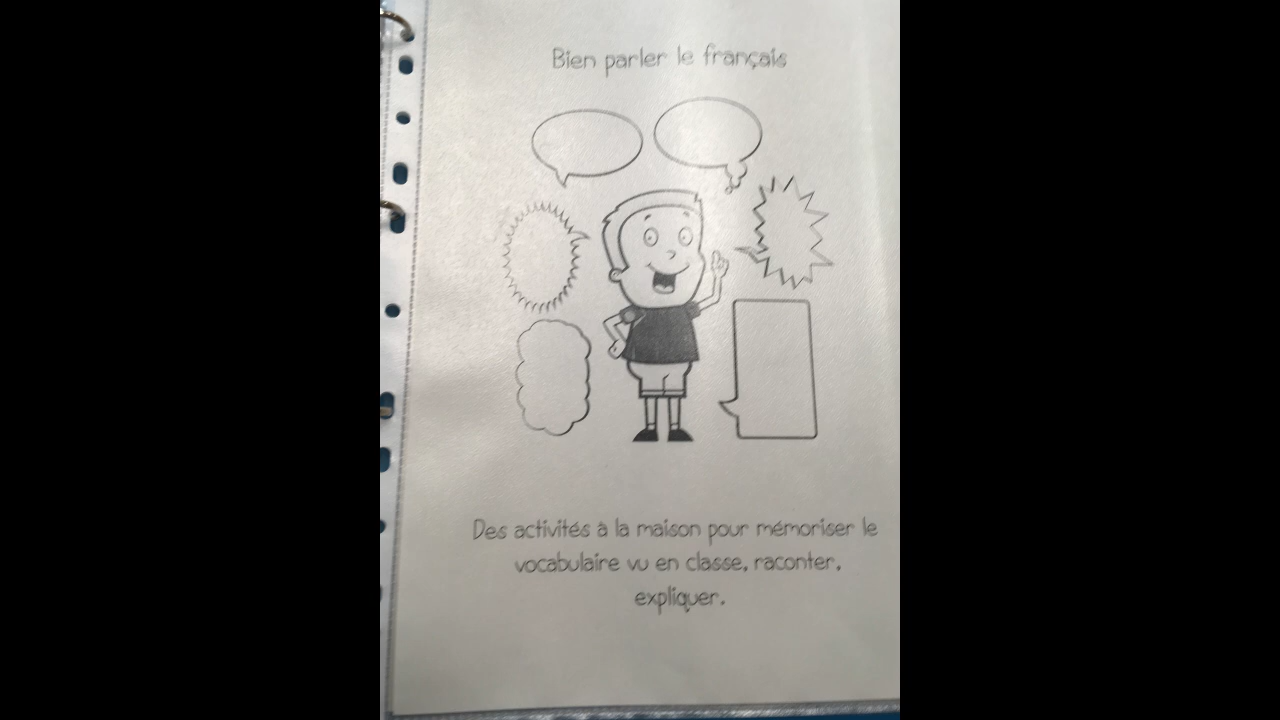 Bien parler le français
Des activités à la maison pour mémoriser le
vocabulaire vu en classe, raconter,
expliquer.